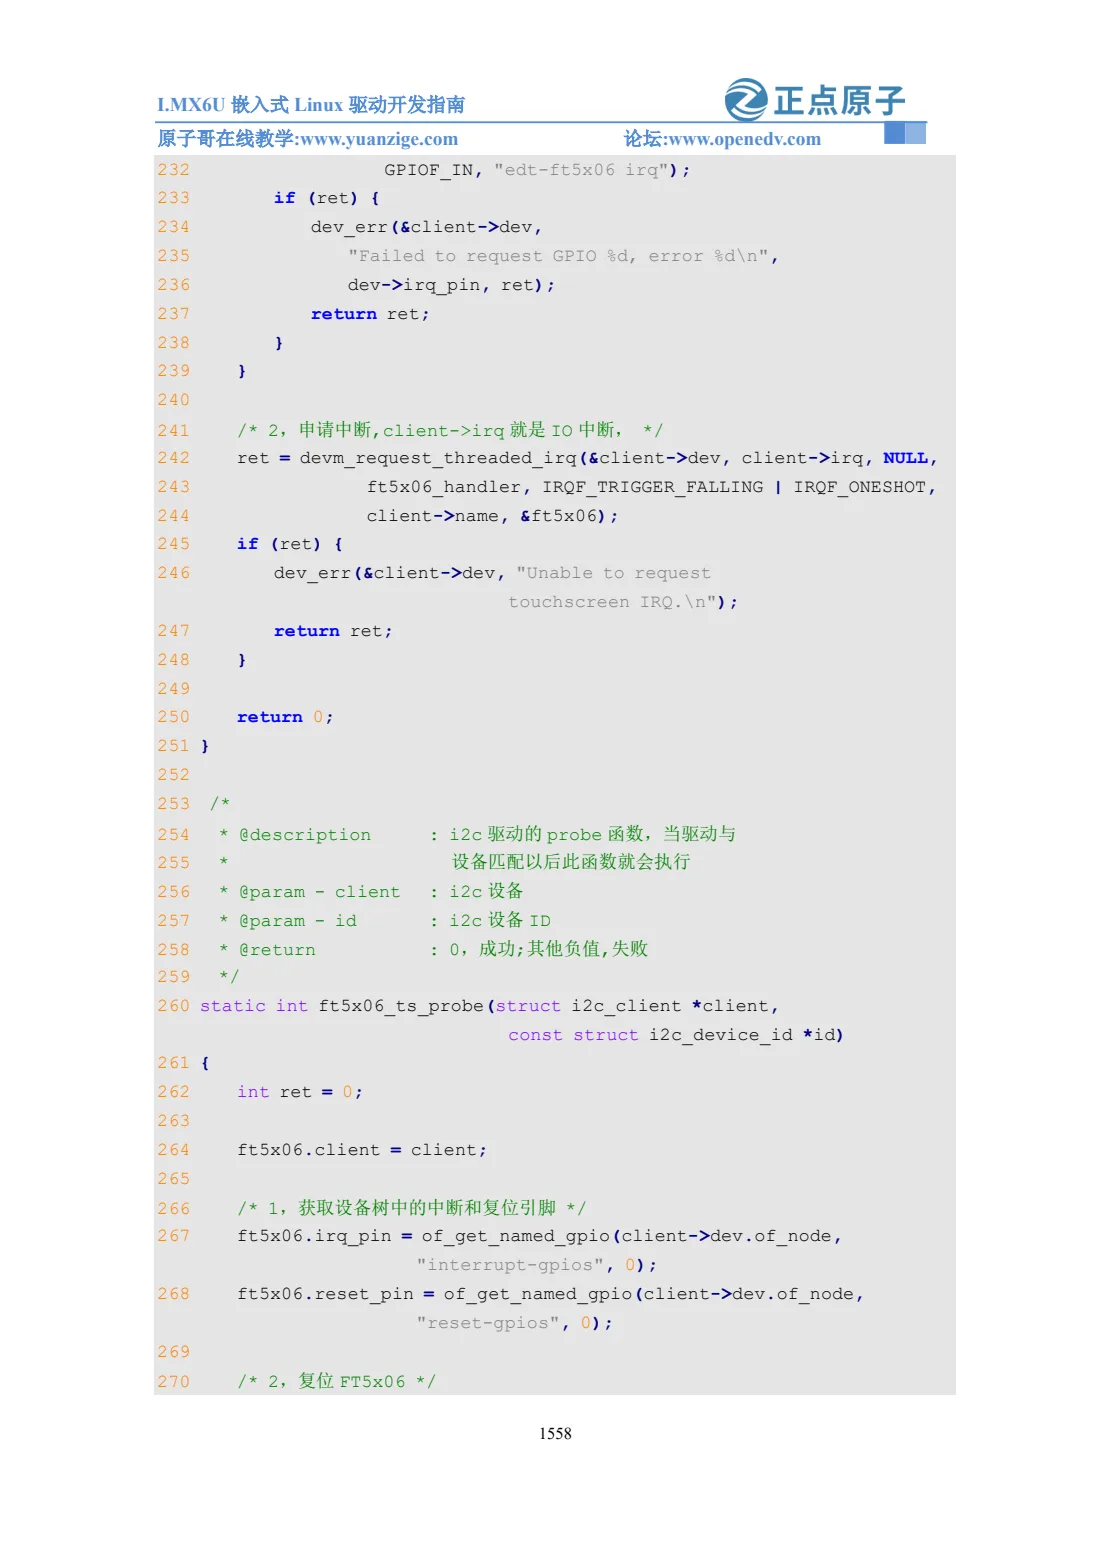 I.MX6U 嵌入式 Linux 驱动开发指南
正点原子
原子哥在线教学:www.yuanzige.com 论坛:www.openedv.com
232 GPIOF_IN, "edt-ft5x06 irq");
233 if (ret) {
234 dev_err(&client->dev,
235 "Failed to request GPIO %d, error %d\n",
236 dev->irq_pin, ret);
237 return ret;
238 }
239 }
240
241 /* 2，申请中断,client->irq 就是 IO 中断， */
242 ret = devm_request_threaded_irq(&client->dev, client->irq, NULL,
243 ft5x06_handler, IRQF_TRIGGER_FALLING | IRQF_ONESHOT,
244 client->name, &ft5x06);
245 if (ret) {
246 dev_err(&client->dev, "Unable to request
touchscreen IRQ.\n");
247 return ret;
248 }
249
250 return 0;
251 }
252
253 /*
254 * @description : i2c 驱动的 probe 函数，当驱动与
255 * 设备匹配以后此函数就会执行
256 * @param - client : i2c 设备
257 * @param - id : i2c 设备 ID
258 * @return : 0，成功;其他负值,失败
259 */
260 static int ft5x06_ts_probe(struct i2c_client *client,
const struct i2c_device_id *id)
261 {
262 int ret = 0;
263
264 ft5x06.client = client;
265
266 /* 1，获取设备树中的中断和复位引脚 */
267 ft5x06.irq_pin = of_get_named_gpio(client->dev.of_node,
"interrupt-gpios", 0);
268 ft5x06.reset_pin = of_get_named_gpio(client->dev.of_node,
"reset-gpios", 0);
269
270 /* 2，复位 FT5x06 */
1558